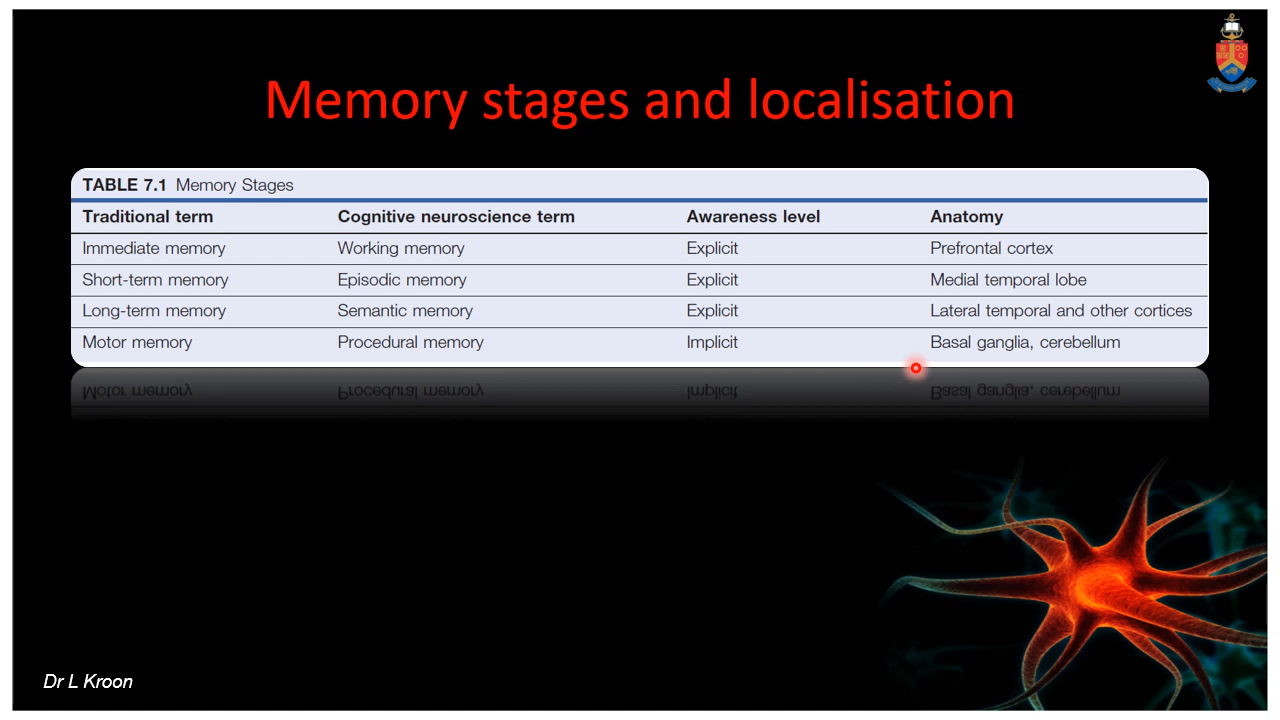 Memory stages and localisation
TABLE 7.1 Memory Stages
Traditional term Cognitive neuroscience term Awareness level Anatomy
Immediate memory Working memory Explicit Prefrontal cortex
Short-term memory Episodic memory Explicit Medial temporal lobe
Long-term memory Semantic memory Explicit Lateral temporal and other cortices
Motor memory Procedural memory Implicit Basal ganglia, cerebellum
Dr L Kroon